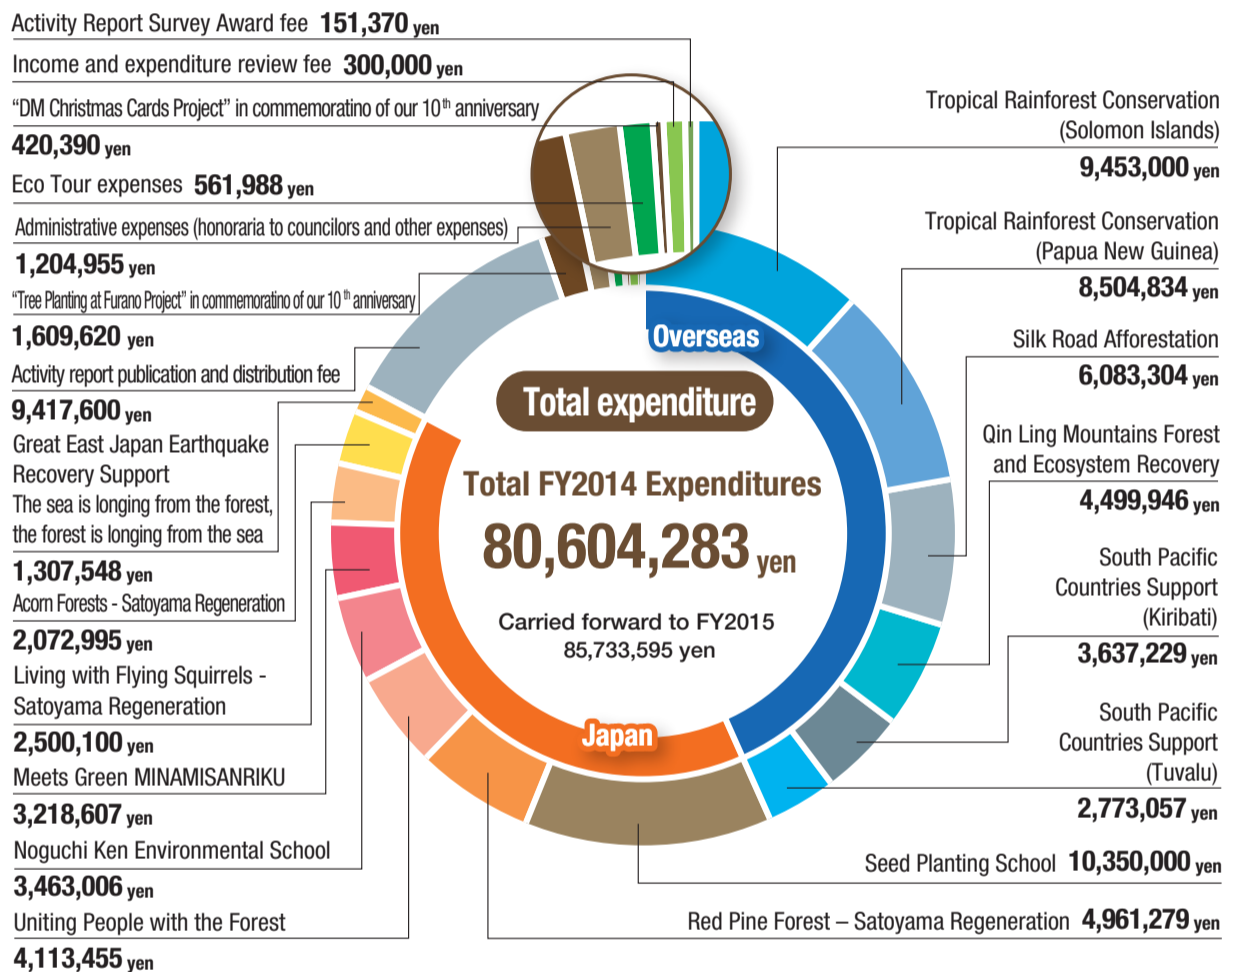 Activity Report Survey Award fee 151,370 yen
Income and expenditure review fee 300,000 yen
“DM Christmas Cards Project” in commemoratino of our 10th anniversary
420,390 yen
Eco Tour expenses 561,988 yen
Administrative expenses (honoraria to councilors and other expenses)
1,204,955 yen
“Tree Planting at Furano Project” in commemoratino of our 10th anniversary
1,609,620 yen
Activity report publication and distribution fee
9,417,600 yen
Great East Japan Earthquake
Recovery Support
The sea is longing from the forest,
the forest is longing from the sea
1,307,548 yen
Acorn Forests - Satoyama Regeneration
2,072,995 yen
Living with Flying Squirrels -
Satoyama Regeneration
2,500,100 yen
Meets Green MINAMISANRIKU
3,218,607 yen
Noguchi Ken Environmental School
3,463,006 yen
Uniting People with the Forest
4,113,455 yen
Overseas
Total expenditure
Total FY2014 Expenditures
80,604,283 yen
Carried forward to FY2015
85,733,595 yen
Japan
Tropical Rainforest Conservation
(Solomon Islands)
9,453,000 yen
Tropical Rainforest Conservation
(Papua New Guinea)
8,504,834 yen
Silk Road Afforestation
6,083,304 yen
Qin Ling Mountains Forest
and Ecosystem Recovery
4,499,946 yen
South Pacific
Countries Support
(Kiribati)
3,637,229 yen
South Pacific
Countries Support
(Tuvalu)
2,773,057 yen
Seed Planting School 10,350,000 yen
Red Pine Forest – Satoyama Regeneration 4,961,279 yen